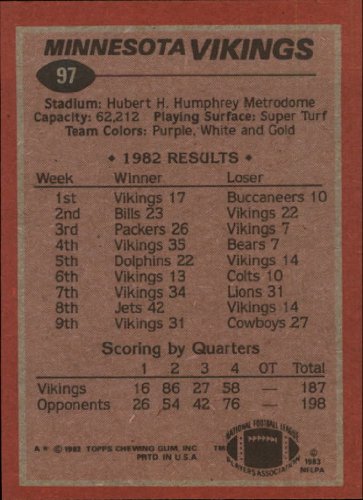 MINNESOTA VIKINGS
97
Stadium: Hubert H. Humphrey Metrodome
Capacity: 62,212 Playing Surface: Super Turf
Team Colors: Purple, White and Gold
• 1982 RESULTS •
Week Winner Loser
1st Vikings 17 Buccaneers 10
2nd Bills 23 Vikings 22
3rd Packers 26 Vikings 7
4th Vikings 35 Bears 7
5th Dolphins 22 Vikings 14
6th Vikings 13 Colts 10
7th Vikings 34 Lions 31
8th Jets 42 Vikings 14
9th Vikings 31 Cowboys 27
Scoring by Quarters
1 2 3 4 OT Total
Vikings 16 86 27 58 — 187
Opponents 26 54 42 76 — 198
A * © 1983 TOPPS CHEWING GUM, INC.
PRTD IN U.S.A.
TM
NATIONAL FOOTBALL LEAGUE
PLAYERS ASSOCIATION
© 1983
NFLPA